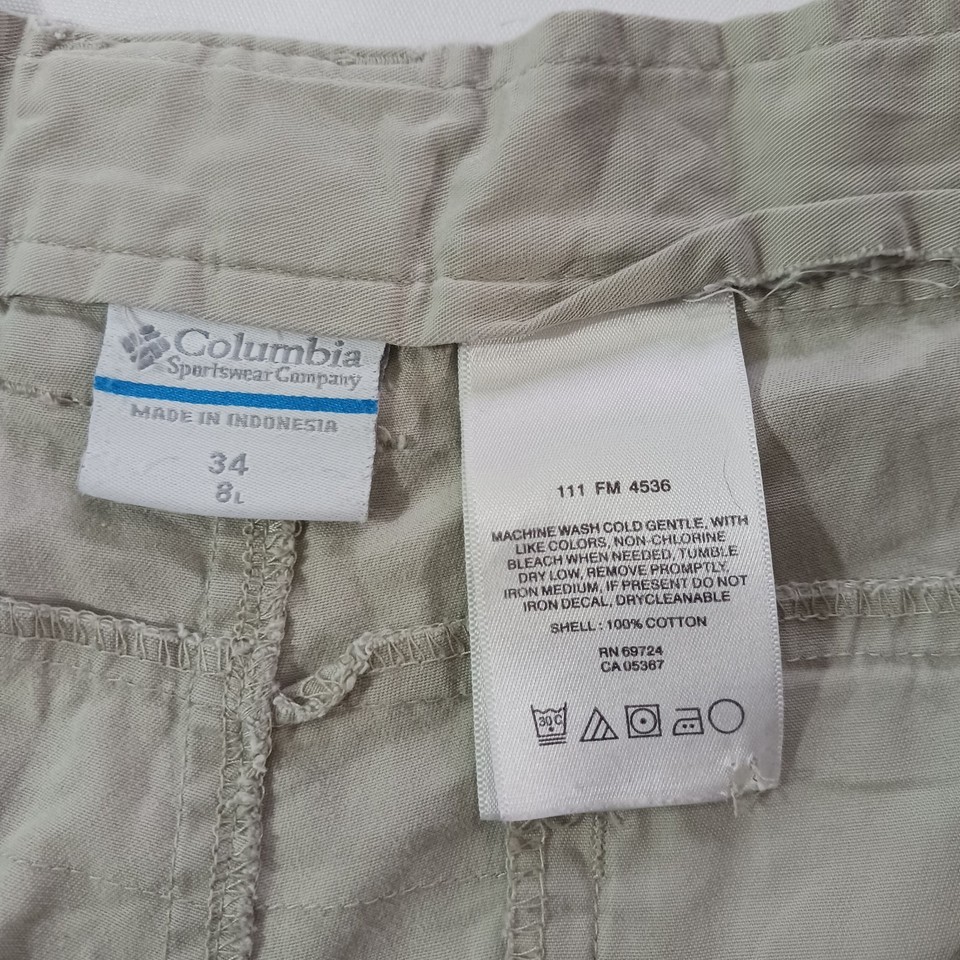 Columbia
Sportswear Company
MADE IN INDONESIA
34
8L
111 FM 4536
MACHINE WASH COLD GENTLE, WITH
LIKE COLORS, NON-CHLORINE
BLEACH WHEN NEEDED, TUMBLE
DRY LOW, REMOVE PROMPTLY,
IRON MEDIUM, IF PRESENT DO NOT
IRON DECAL, DRYCLEANABLE
SHELL : 100% COTTON
RN 69724
CA 05367
30C